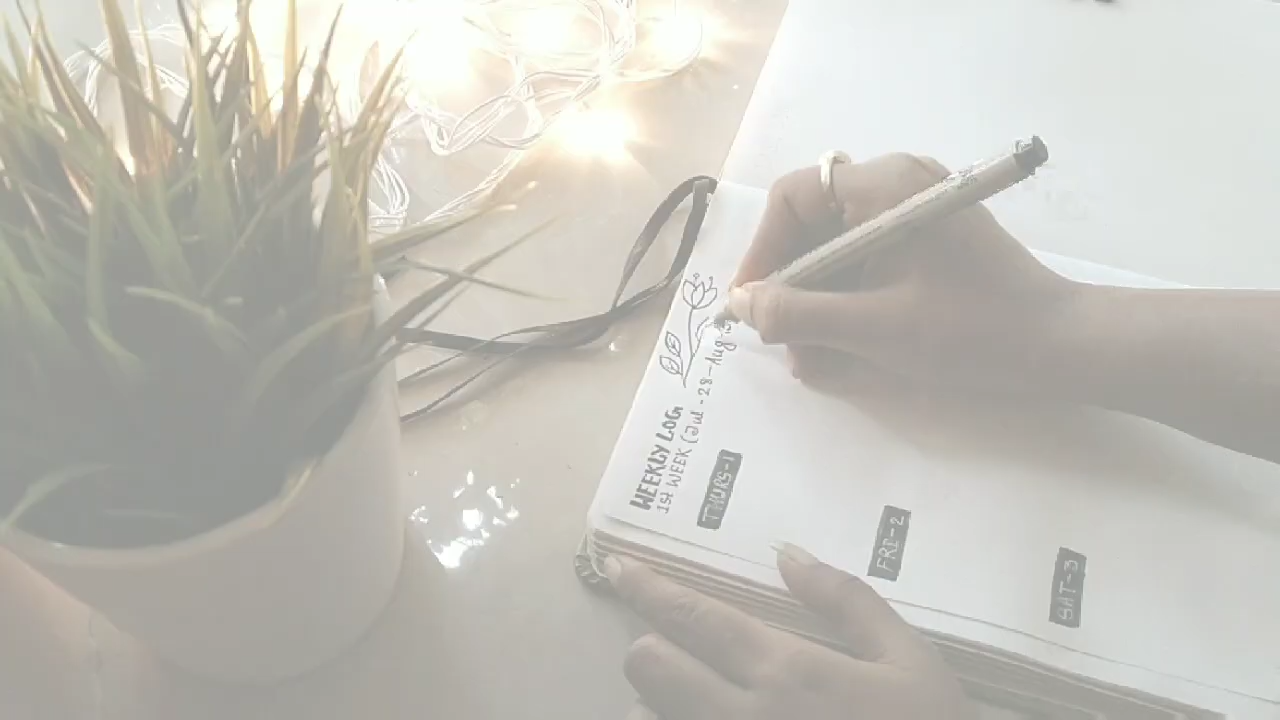 WEEKLY LOG
1st WEEK (Jul - 28-Aug
THURS-1
FRI-2
SAT-3